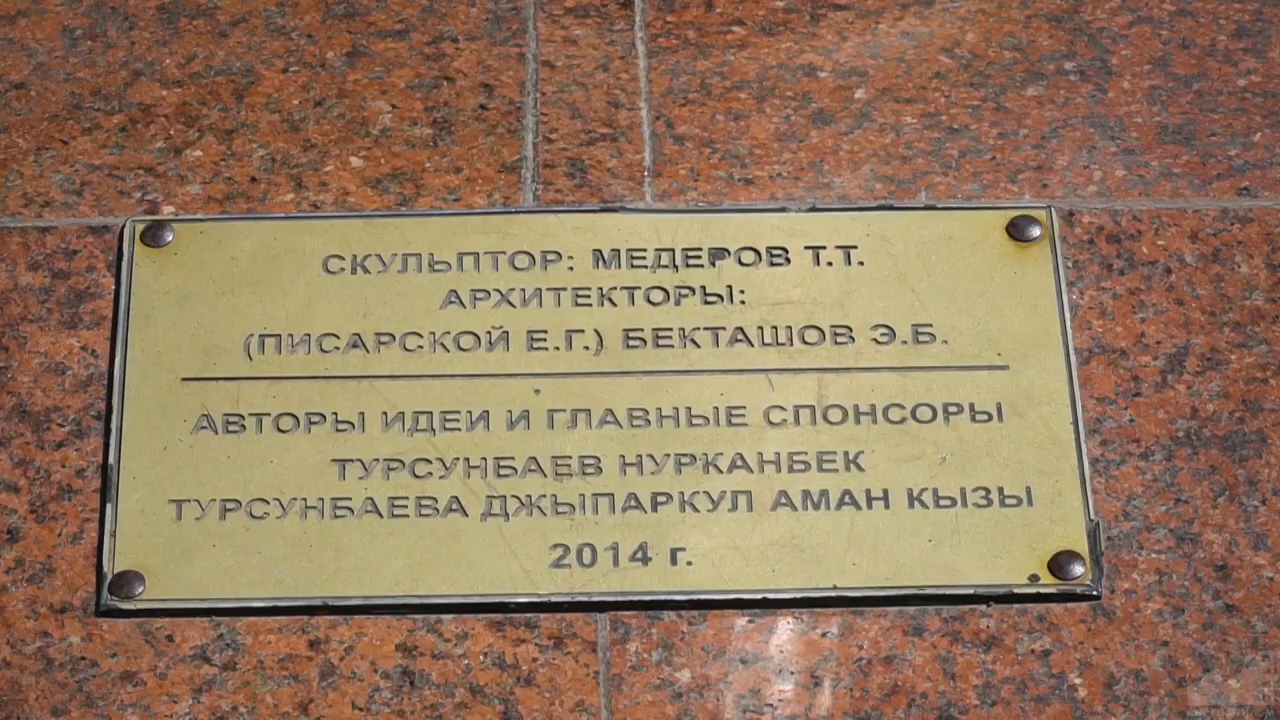 СКУЛЬПТОР: МЕДЕРОВ Т.Т.
АРХИТЕКТОРЫ:
(ПИСАРСКОЙ Е.Г.) БЕКТАШОВ Э.Б.
АВТОРЫ ИДЕИ И ГЛАВНЫЕ СПОНСОРЫ
ТУРСУНБАЕВ НУРКАНБЕК
ТУРСУНБАЕВА ДЖЫПАРКУЛ АМАН КЫЗЫ
2014 г.